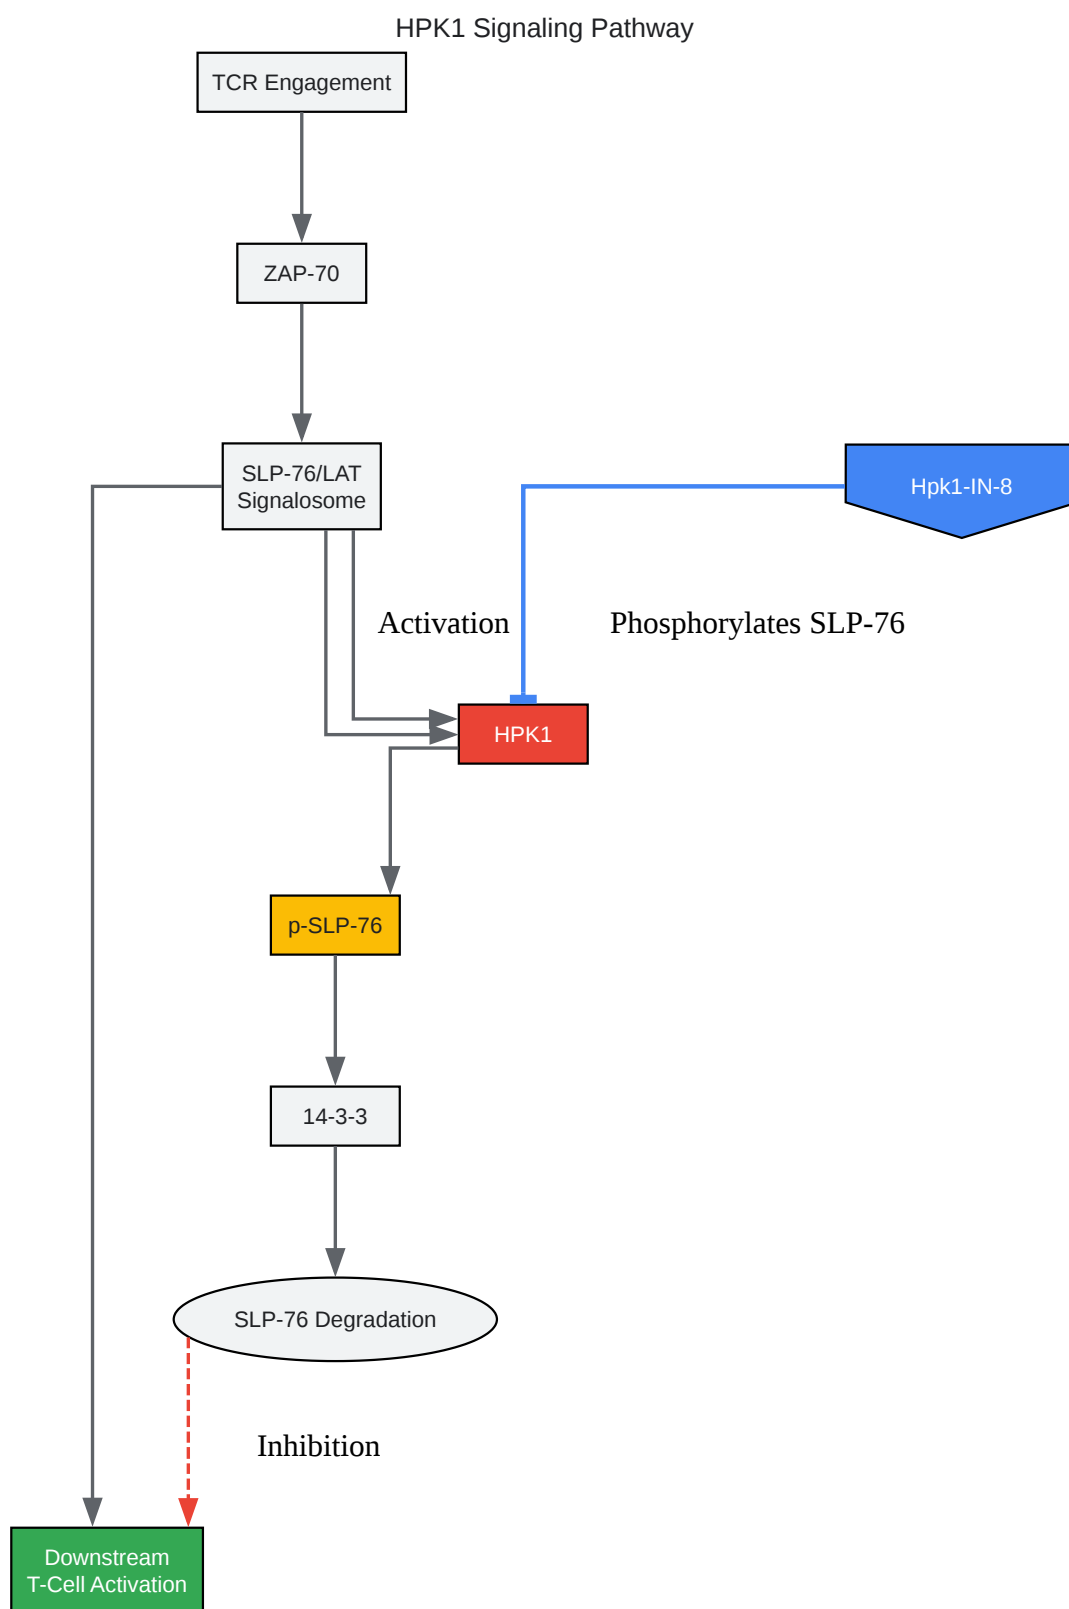 HPK1 Signaling Pathway
TCR Engagement
ZAP-70
SLP-76/LAT
Signalosome
Hpk1-IN-8
Activation
Phosphorylates SLP-76
HPK1
p-SLP-76
14-3-3
SLP-76 Degradation
Inhibition
Downstream
T-Cell Activation